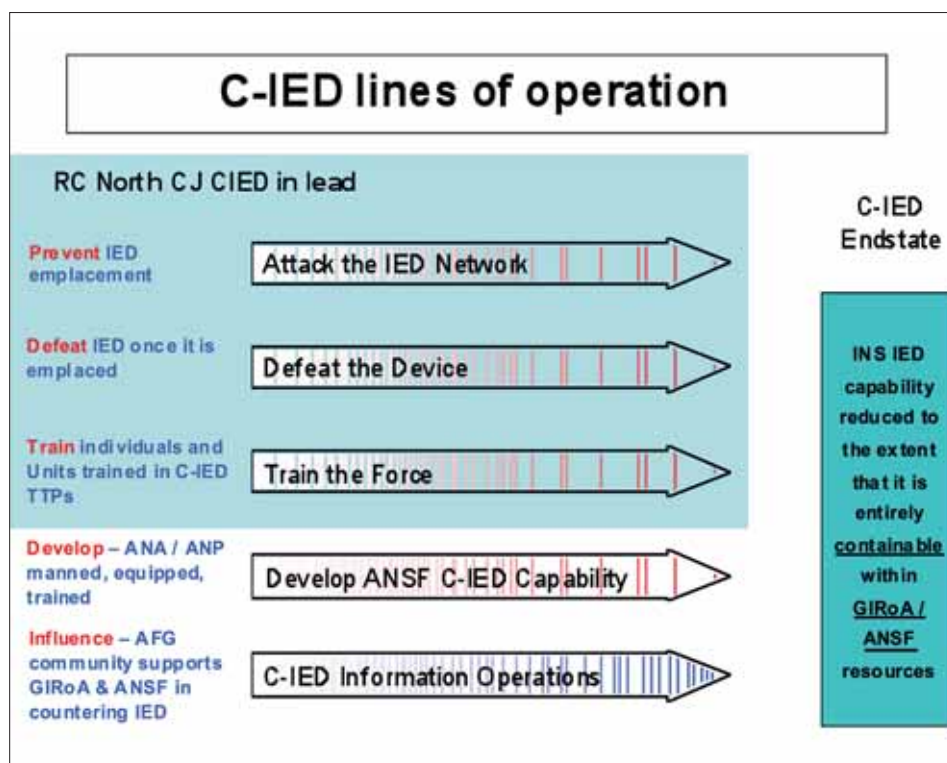 C-IED lines of operation
RC North CJ CIED in lead
Prevent IED
emplacement
Attack the IED Network
Defeat IED once it is
emplaced
Defeat the Device
Train individuals and
Units trained in C-IED
TTPs
Train the Force
Develop – ANA / ANP
manned, equipped,
trained
Develop ANSF C-IED Capability
Influence – AFG
community supports
GIRoA & ANSF in
countering IED
C-IED Information Operations
C-IED
Endstate
INS IED
capability
reduced to
the extent
that it is
entirely
containable
within
GIRoA /
ANSF
resources